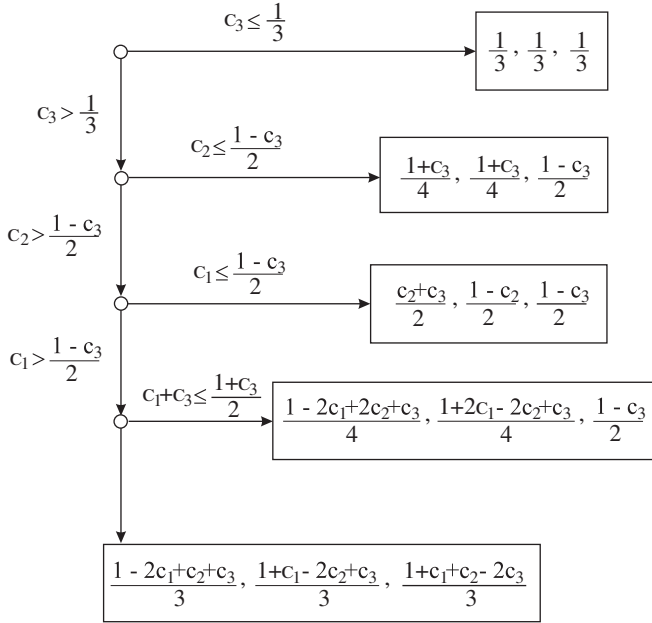 c₃ ≤ 1/3
1/3 , 1/3 , 1/3
c₃ > 1/3
c₂ ≤ (1 - c₃)/2
(1+c₃)/4 , (1+c₃)/4 , (1 - c₃)/2
c₂ > (1 - c₃)/2
c₁ ≤ (1 - c₃)/2
(c₂+c₃)/2 , (1 - c₂)/2 , (1 - c₃)/2
c₁ > (1 - c₃)/2
c₁+c₃ ≤ (1+c₃)/2
(1 - 2c₁+2c₂+c₃)/4 , (1+2c₁- 2c₂+c₃)/4 , (1 - c₃)/2
(1 - 2c₁+c₂+c₃)/3 , (1+c₁- 2c₂+c₃)/3 , (1+c₁+c₂- 2c₃)/3